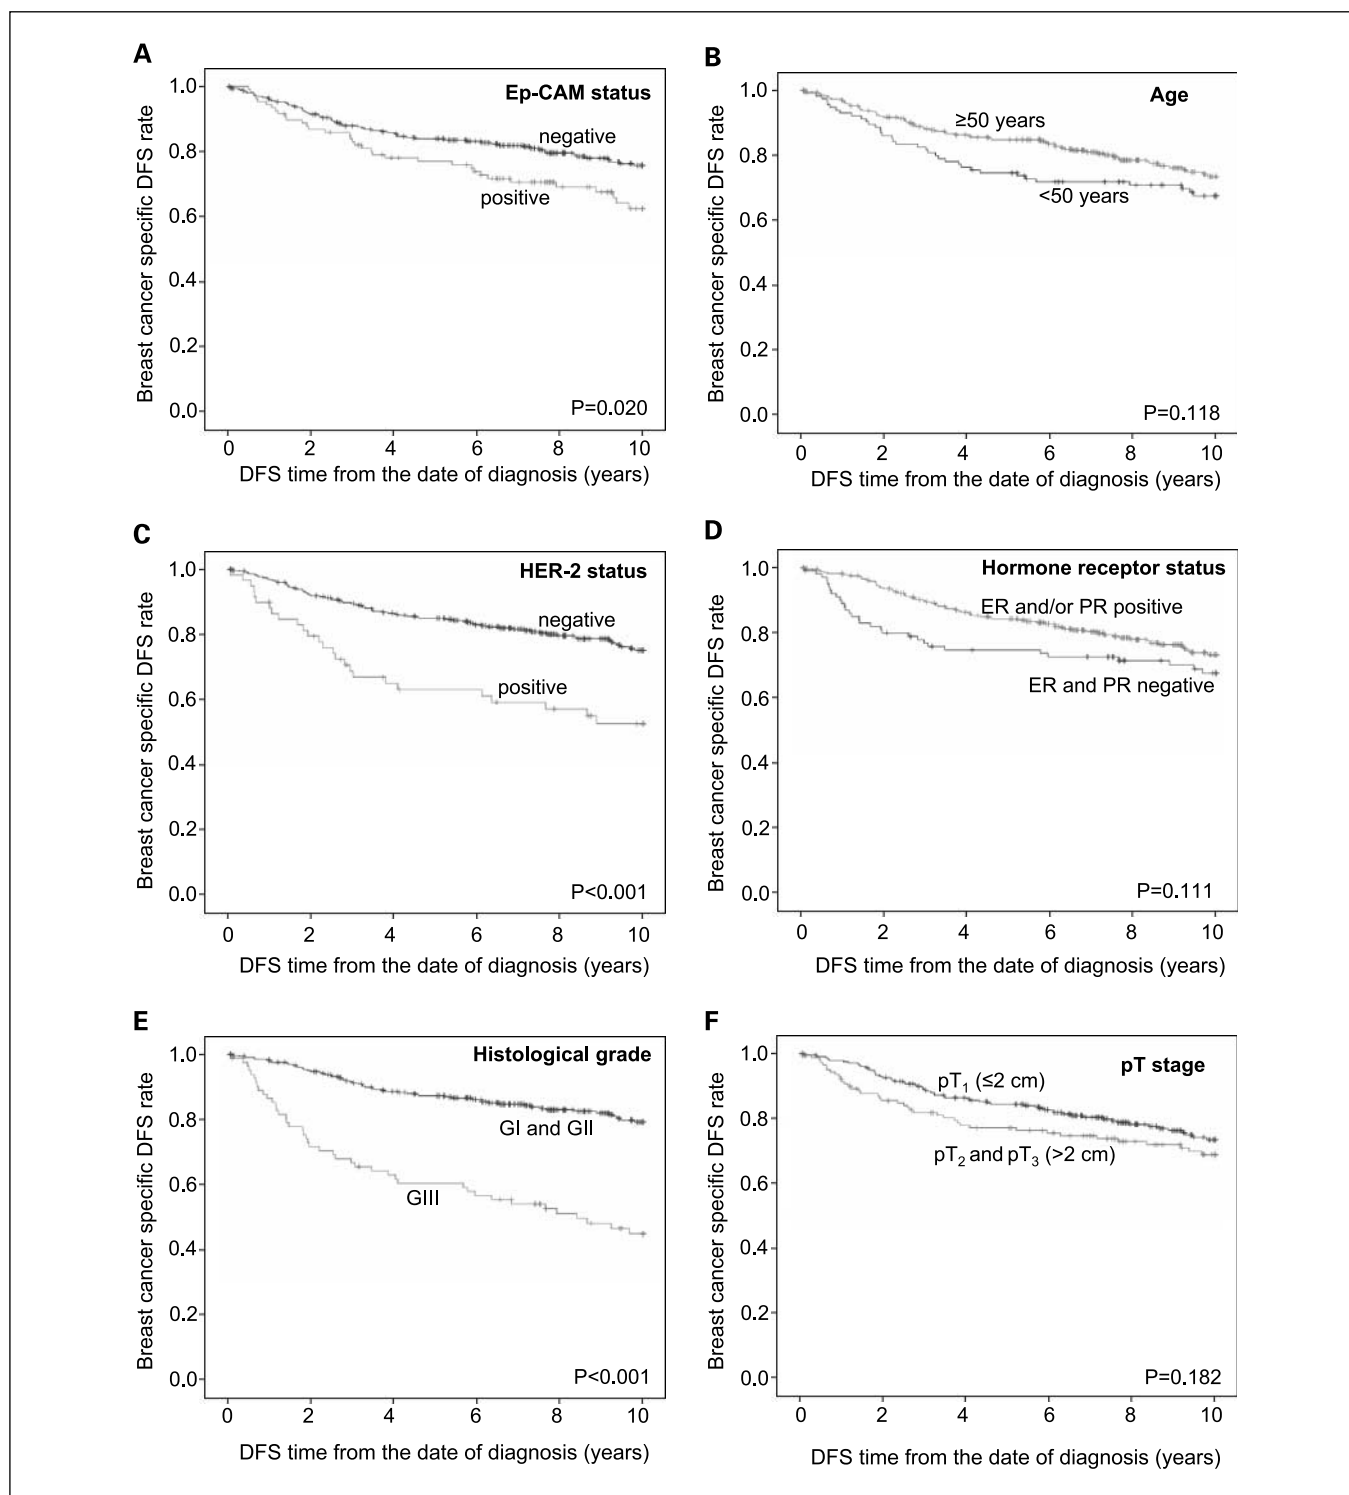 A
Breast cancer specific DFS rate
1.0
0.8
0.6
0.4
0.2
0.0
Ep-CAM status
negative
positive
P=0.020
0 2 4 6 8 10
DFS time from the date of diagnosis (years)
B
Breast cancer specific DFS rate
1.0
0.8
0.6
0.4
0.2
0.0
Age
≥50 years
<50 years
P=0.118
0 2 4 6 8 10
DFS time from the date of diagnosis (years)
C
Breast cancer specific DFS rate
1.0
0.8
0.6
0.4
0.2
0.0
HER-2 status
negative
positive
P<0.001
0 2 4 6 8 10
DFS time from the date of diagnosis (years)
D
Breast cancer specific DFS rate
1.0
0.8
0.6
0.4
0.2
0.0
Hormone receptor status
ER and/or PR positive
ER and PR negative
P=0.111
0 2 4 6 8 10
DFS time from the date of diagnosis (years)
E
Breast cancer specific DFS rate
1.0
0.8
0.6
0.4
0.2
0.0
Histological grade
GI and GII
GIII
P<0.001
0 2 4 6 8 10
DFS time from the date of diagnosis (years)
F
Breast cancer specific DFS rate
1.0
0.8
0.6
0.4
0.2
0.0
pT stage
pT₁ (≤2 cm)
pT₂ and pT₃ (>2 cm)
P=0.182
0 2 4 6 8 10
DFS time from the date of diagnosis (years)